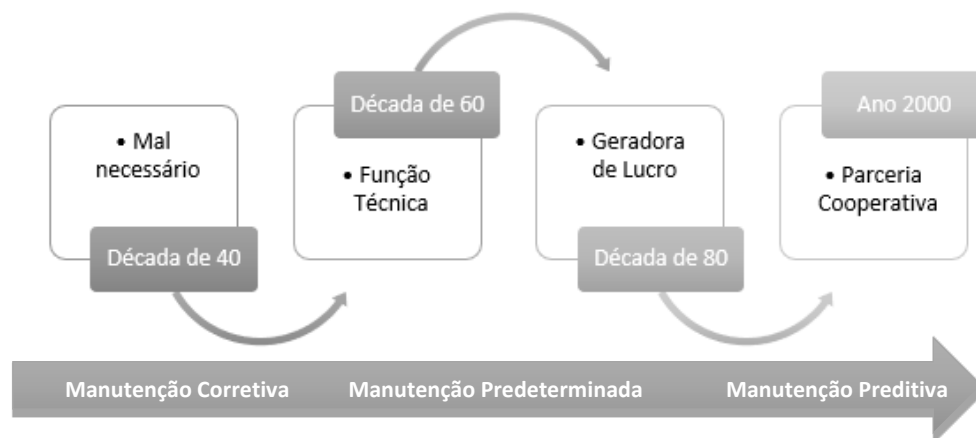 • Mal
necessário
Década de 40
Década de 60
• Função
Técnica
• Geradora
de Lucro
Década de 80
Ano 2000
• Parceria
Cooperativa
Manutenção Corretiva
Manutenção Predeterminada
Manutenção Preditiva